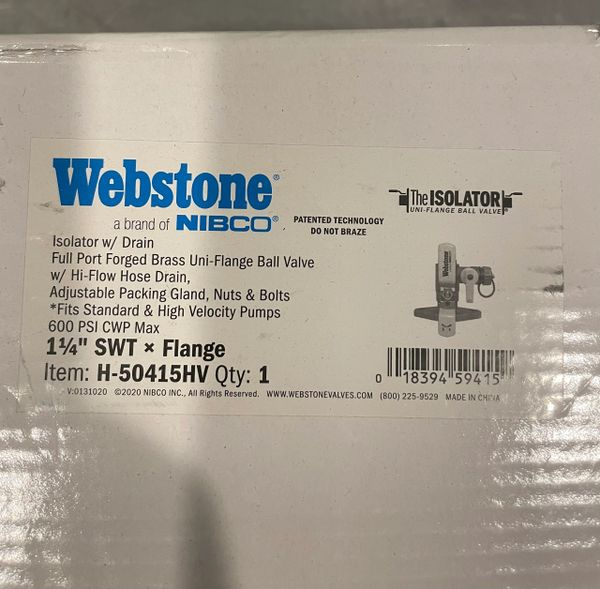 Webstone®
a brand of NIBCO®
PATENTED TECHNOLOGY
DO NOT BRAZE
The ISOLATOR
UNI-FLANGE BALL VALVE®
Isolator w/ Drain
Full Port Forged Brass Uni-Flange Ball Valve
w/ Hi-Flow Hose Drain,
Adjustable Packing Gland, Nuts & Bolts
*Fits Standard & High Velocity Pumps
600 PSI CWP Max
1¼" SWT × Flange
Item: H-50415HV Qty: 1
Webstone
0 18394 59415
V:0131020 ©2020 NIBCO INC., All Rights Reserved. WWW.WEBSTONEVALVES.COM (800) 225-9529 MADE IN CHINA